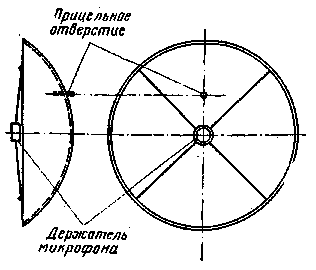 Прицельное
отверстие
Держатель
микрофона